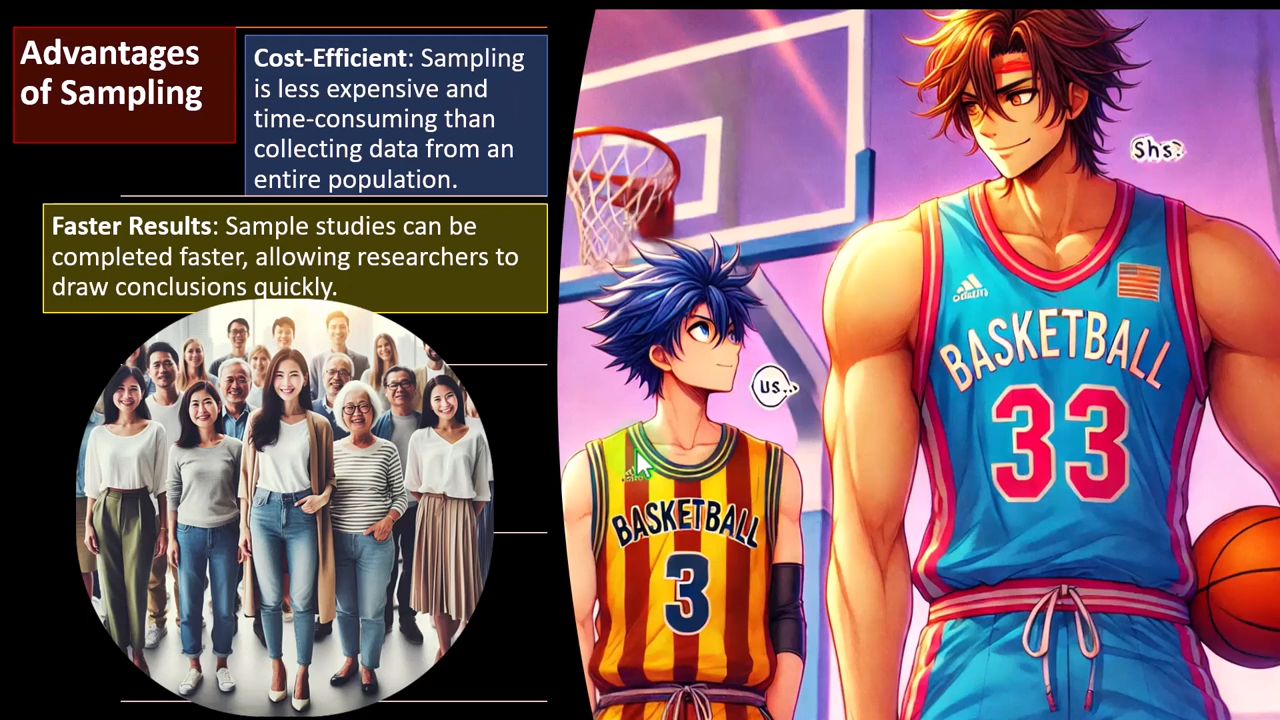 Advantages
of Sampling
Cost-Efficient: Sampling
is less expensive and
time-consuming than
collecting data from an
entire population.
Faster Results: Sample studies can be
completed faster, allowing researchers to
draw conclusions quickly.
Shs.
us..
BASKETBALL
33
BASKETBALL
3